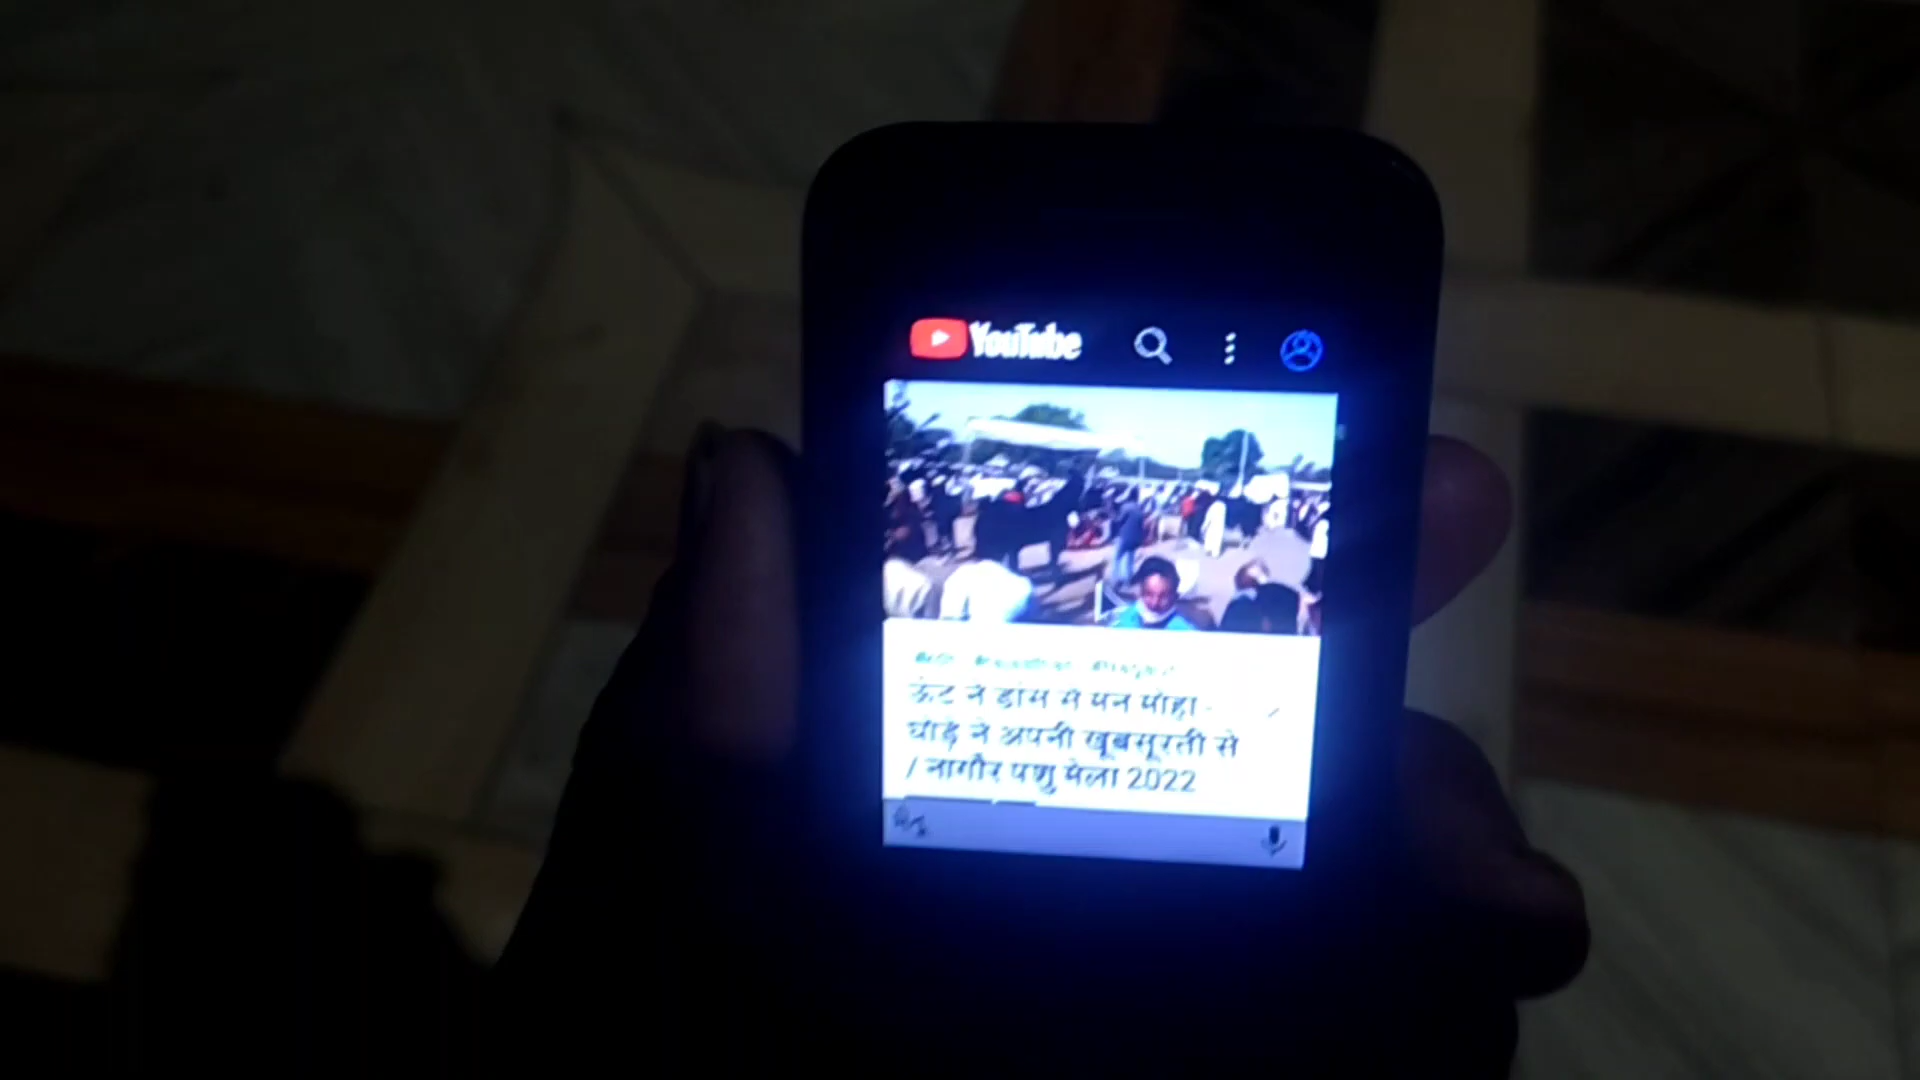 YouTube
ऊंट ने डांस से मन मोहा -
घोड़े ने अपनी खूबसूरती से
/ नागौर पशु मेला 2022